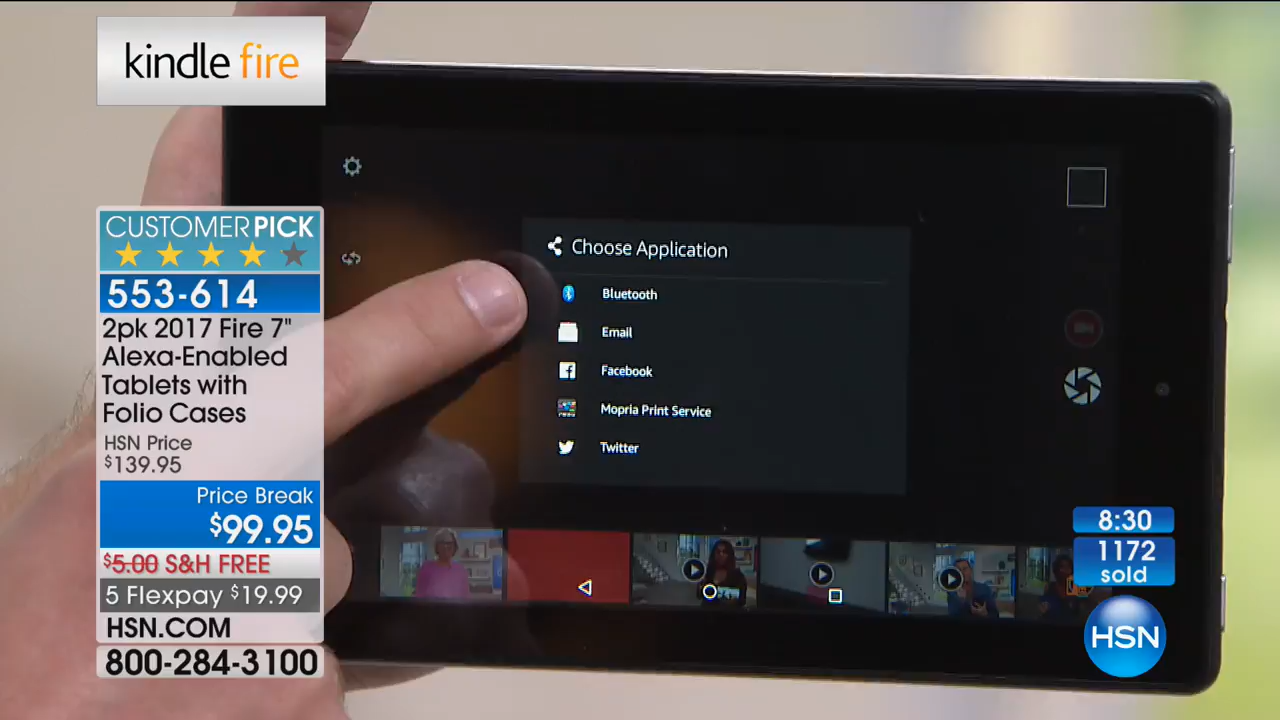 kindle fire
CUSTOMER PICK
553-614
2pk 2017 Fire 7"
Alexa-Enabled
Tablets with
Folio Cases
HSN Price
$139.95
Price Break
$99.95
$5.00 S&H FREE
5 Flexpay $19.99
HSN.COM
800-284-3100
Choose Application
Bluetooth
Email
Facebook
Mopria Print Service
Twitter
8:30
1172
sold
HSN